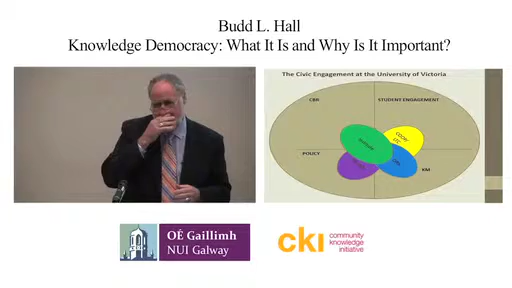 Budd L. Hall
Knowledge Democracy: What It Is and Why Is It Important?
The Civic Engagement at the University of Victoria
CBR
STUDENT ENGAGEMENT
POLICY
KM
OÉ Gaillimh
NUI Galway
cki
community
knowledge
initiative